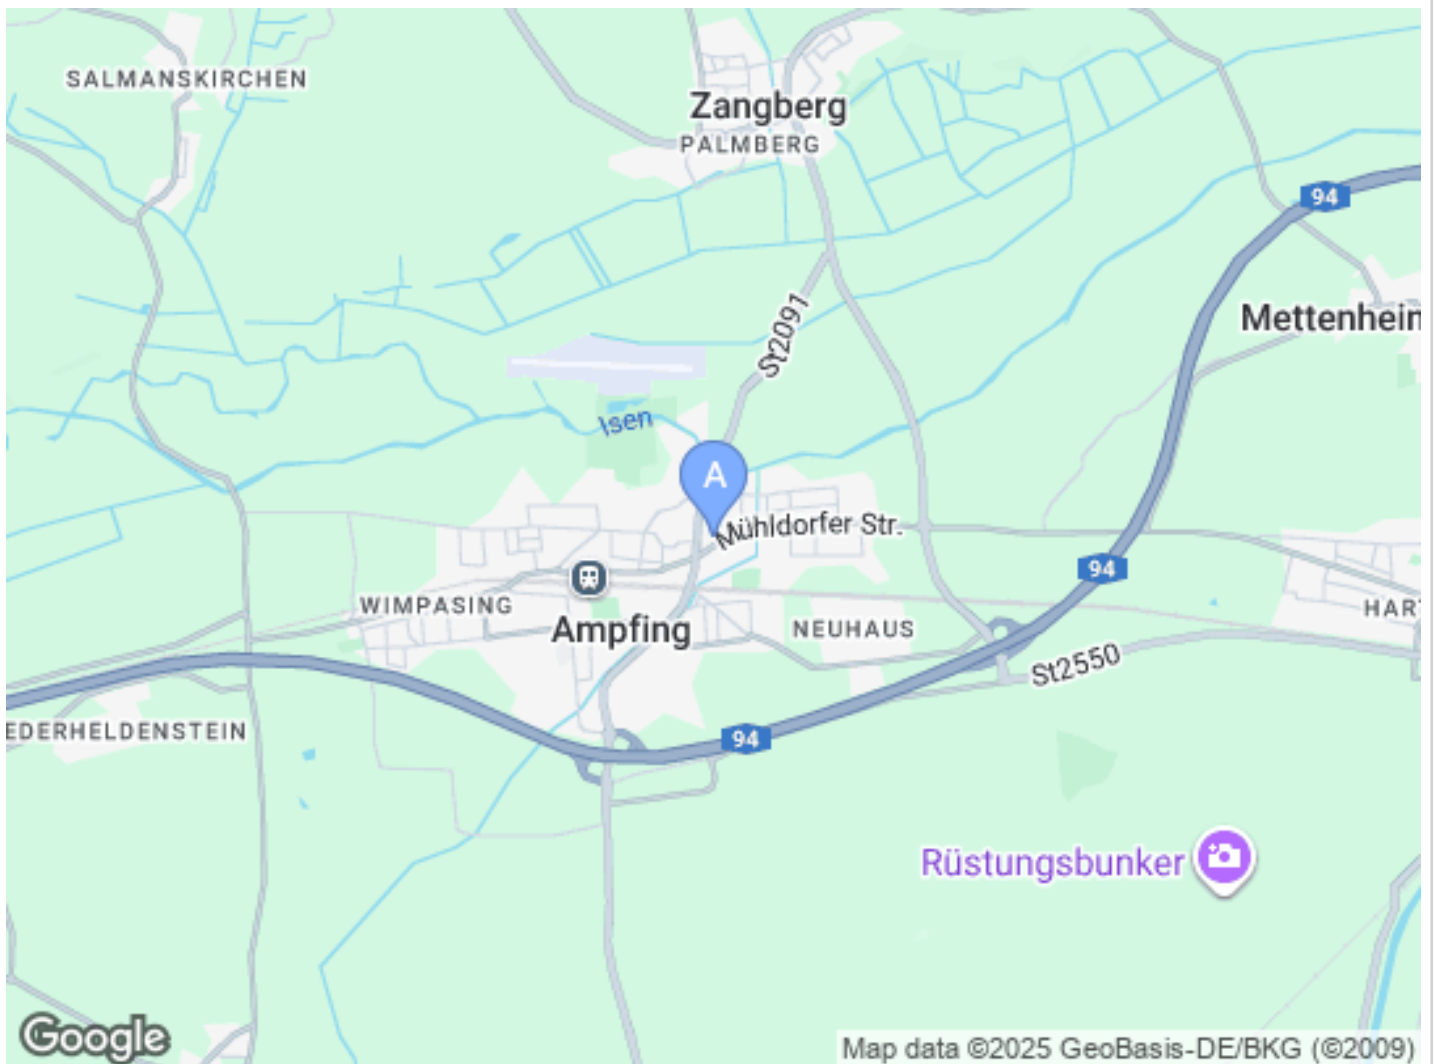 SALMANSKIRCHEN
Zangberg
PALMBERG
94
Mettenhein
St2091
Isen
A
Mühldorfer Str.
94
WIMPASING
Ampfing
NEUHAUS
HART
St2550
EDERHELDENSTEIN
94
Rüstungsbunker
Google
Map data ©2025 GeoBasis-DE/BKG (©2009)